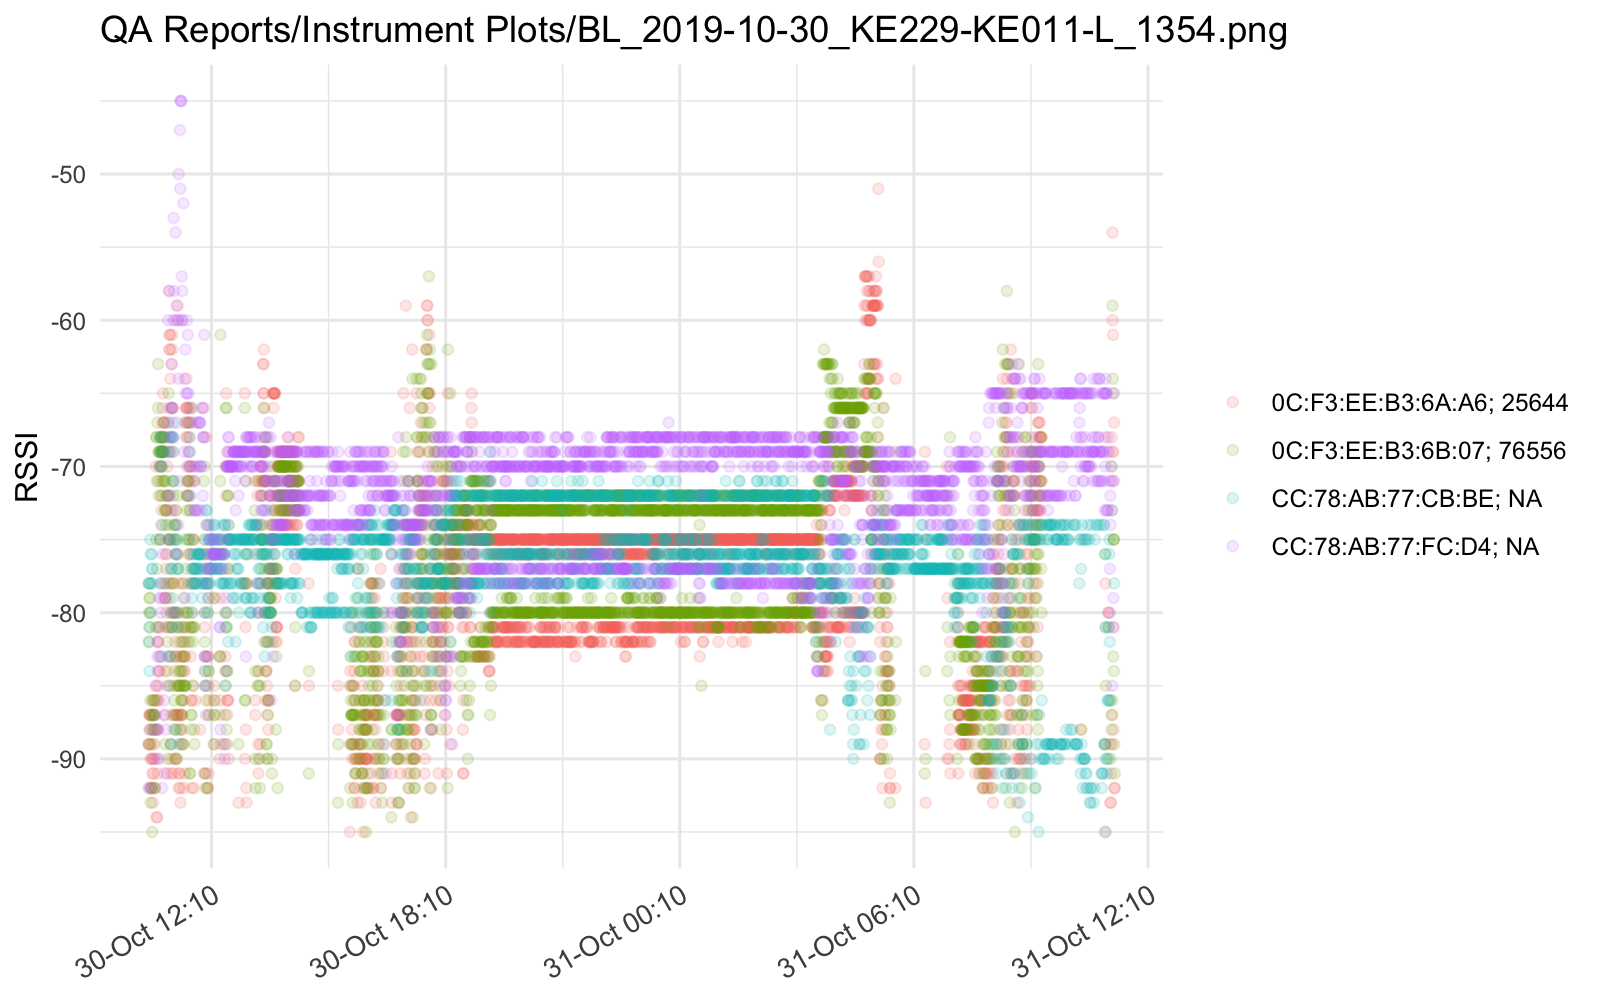 QA Reports/Instrument Plots/BL_2019-10-30_KE229-KE011-L_1354.png
RSSI
-50
-60
-70
-80
-90
30-Oct 12:10
30-Oct 18:10
31-Oct 00:10
31-Oct 06:10
31-Oct 12:10
0C:F3:EE:B3:6A:A6; 25644
0C:F3:EE:B3:6B:07; 76556
CC:78:AB:77:CB:BE; NA
CC:78:AB:77:FC:D4; NA